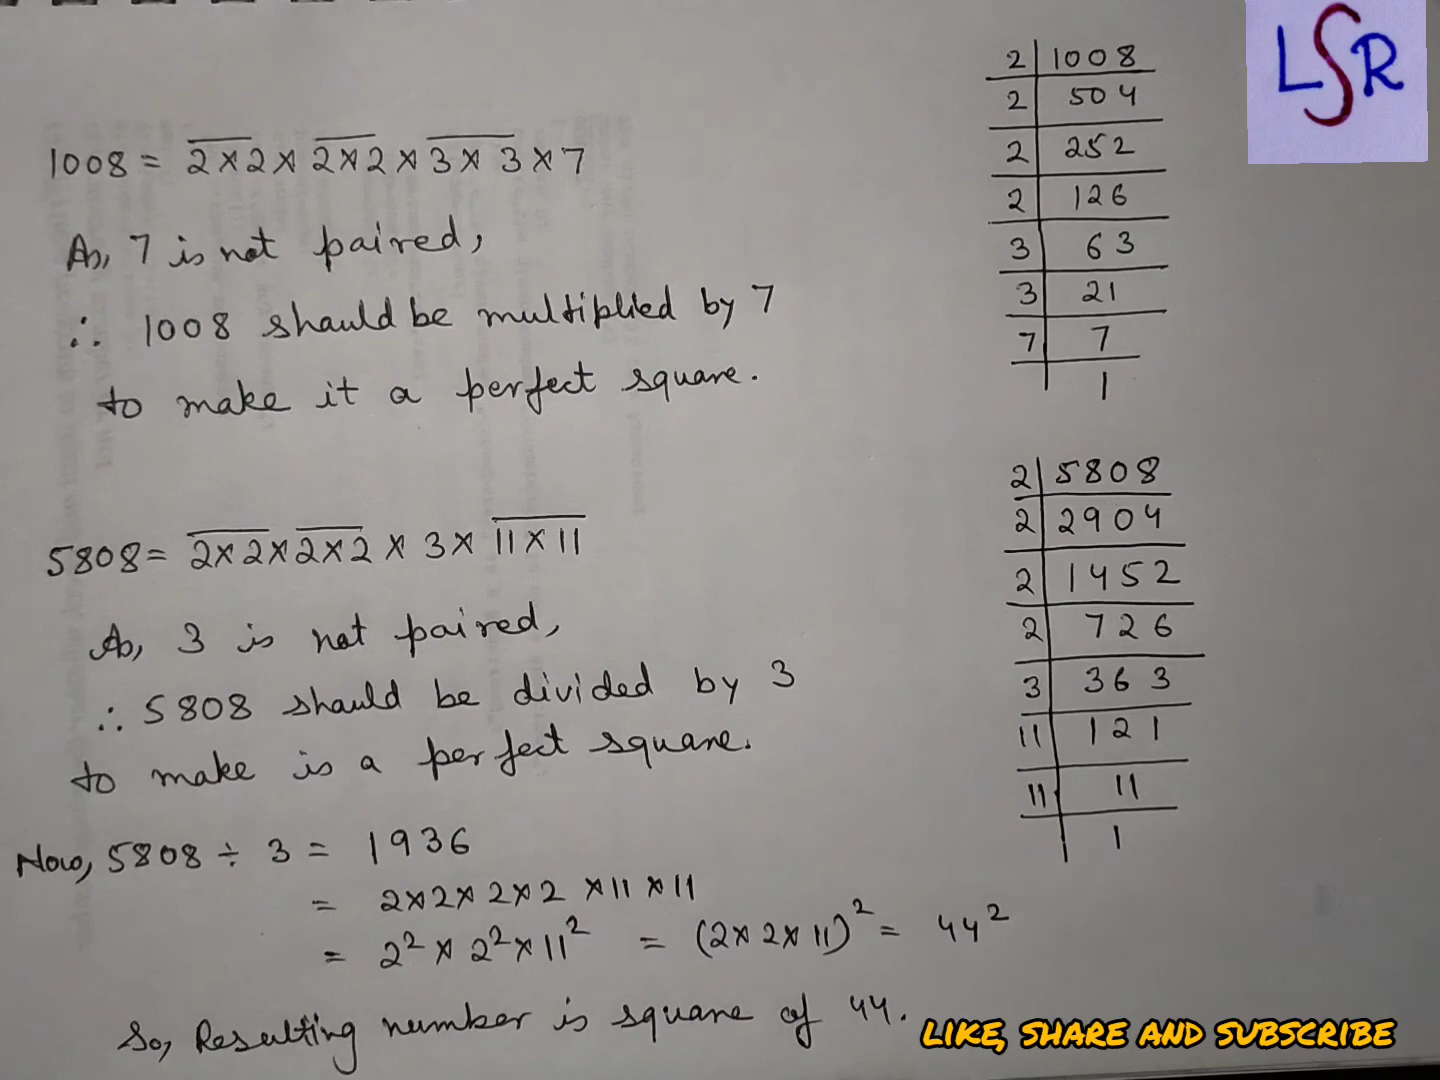 1008 = 2×2×2×2×3×3×7
As, 7 is not paired,
∴ 1008 should be multiplied by 7
to make it a perfect square.
2 | 1008
2 | 504
2 | 252
2 | 126
3 | 63
3 | 21
7 | 7
1
LSR
5808 = 2×2×2×2×3×11×11
As, 3 is not paired,
∴ 5808 should be divided by 3
to make is a perfect square.
Now, 5808 ÷ 3 = 1936
= 2×2×2×2×11×11
= 2²×2²×11² = (2×2×11)² = 44²
So, Resulting number is square of 44.
2 | 5808
2 | 2904
2 | 1452
2 | 726
3 | 363
11 | 121
11 | 11
1
LIKE, SHARE AND SUBSCRIBE